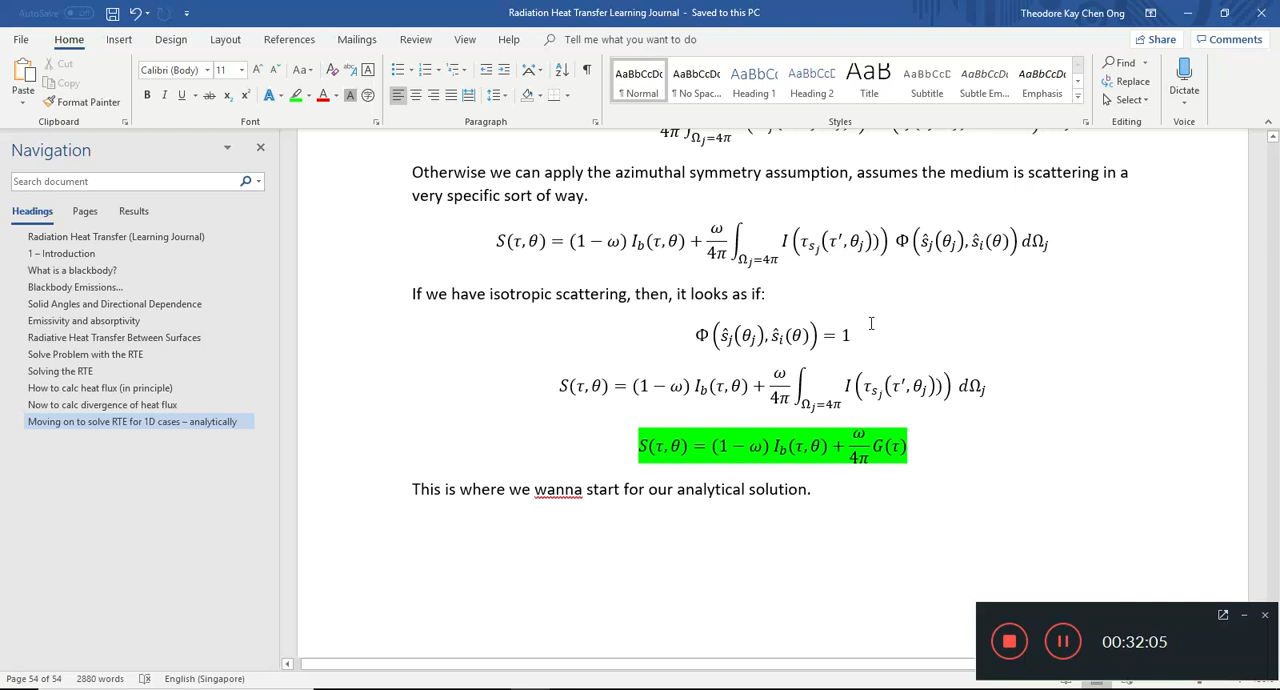 AutoSave Off
Radiation Heat Transfer Learning Journal - Saved to this PC
Theodore Kay Chen Ong
File Home Insert Design Layout References Mailings Review View Help Tell me what you want to do Share Comments
Paste
Cut
Copy
Format Painter
Calibri (Body) 11
AaBbCcDc AaBbCcDc AaBbC AaBbCcC AaB AaBbCcD AaBbCcDc AaBbCcDc
¶ Normal ¶ No Spac... Heading 1 Heading 2 Title Subtitle Subtle Em... Emphasis
Find
Replace
Select
Dictate
Clipboard Font Paragraph Styles Editing Voice
Navigation
Search document
Headings Pages Results
Radiation Heat Transfer (Learning Journal)
1 – Introduction
What is a blackbody?
Blackbody Emissions...
Solid Angles and Directional Dependence
Emissivity and absorptivity
Radiative Heat Transfer Between Surfaces
Solve Problem with the RTE
Solving the RTE
How to calc heat flux (in principle)
Now to calc divergence of heat flux
Moving on to solve RTE for 1D cases – analytically
4π ∫Ωj=4π
Otherwise we can apply the azimuthal symmetry assumption, assumes the medium is scattering in a
very specific sort of way.
S(τ, θ) = (1 − ω) I_b(τ, θ) + ω/4π ∫_{Ω_j=4π} I(τ_{s_j}(τ′, θ_j))) Φ(ŝ_j(θ_j), ŝ_i(θ)) dΩ_j
If we have isotropic scattering, then, it looks as if:
Φ(ŝ_j(θ_j), ŝ_i(θ)) = 1
S(τ, θ) = (1 − ω) I_b(τ, θ) + ω/4π ∫_{Ω_j=4π} I(τ_{s_j}(τ′, θ_j))) dΩ_j
S(τ, θ) = (1 − ω) I_b(τ, θ) + ω/4π G(τ)
This is where we wanna start for our analytical solution.
00:32:05
Page 54 of 54 2880 words English (Singapore)